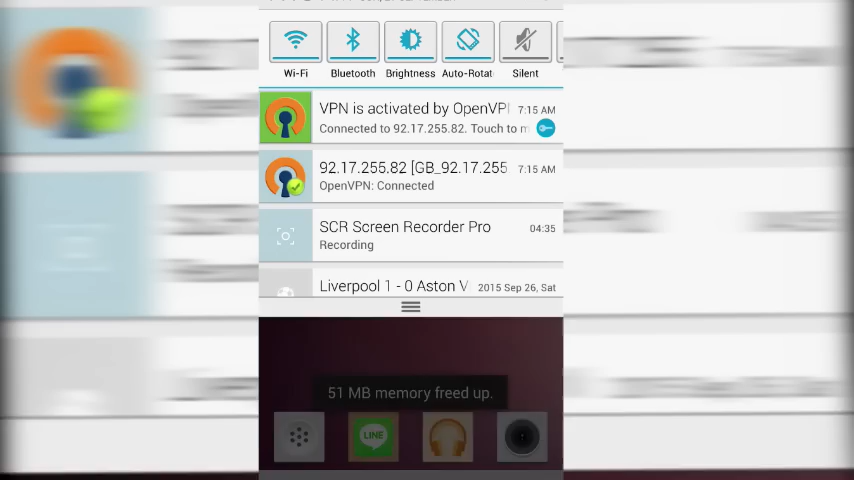 Wi-Fi
Bluetooth
Brightness
Auto-Rotat
Silent
VPN is activated by OpenVPI
7:15 AM
Connected to 92.17.255.82. Touch to m
92.17.255.82 [GB_92.17.255
7:15 AM
OpenVPN: Connected
SCR Screen Recorder Pro
04:35
Recording
Liverpool 1 - 0 Aston V
2015 Sep 26, Sat
51 MB memory freed up.
LINE